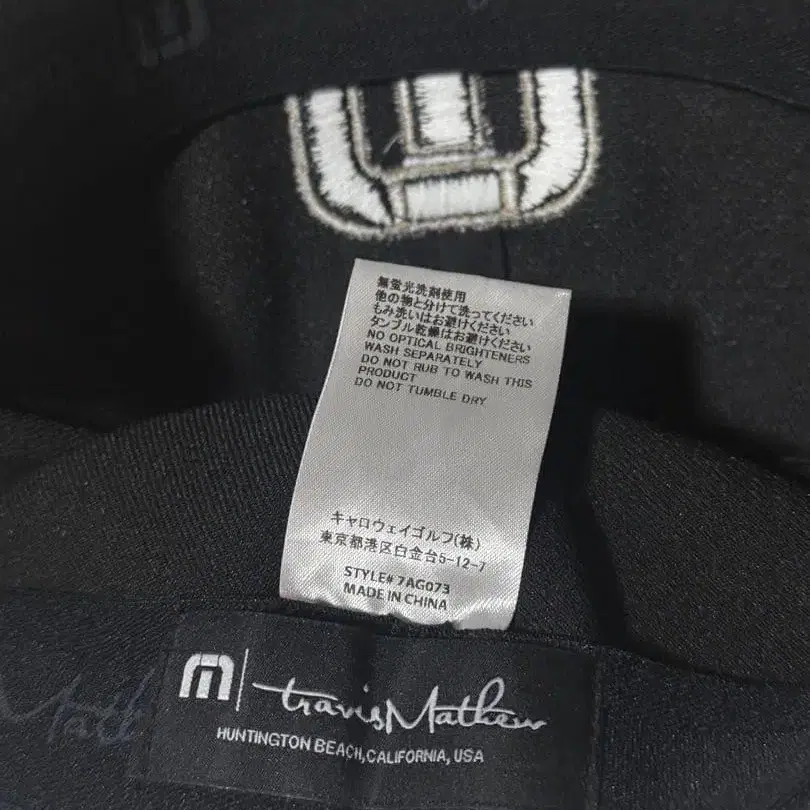 無蛍光洗剤使用
他の物と分けて洗ってください
もみ洗いはお避けください
タンブル乾燥はお避けください
NO OPTICAL BRIGHTENERS
WASH SEPARATELY
DO NOT RUB TO WASH THIS
PRODUCT
DO NOT TUMBLE DRY
キャロウェイゴルフ(株)
東京都港区白金台5-12-7
STYLE# 7AG073
MADE IN CHINA
travisMathew
HUNTINGTON BEACH,CALIFORNIA, USA